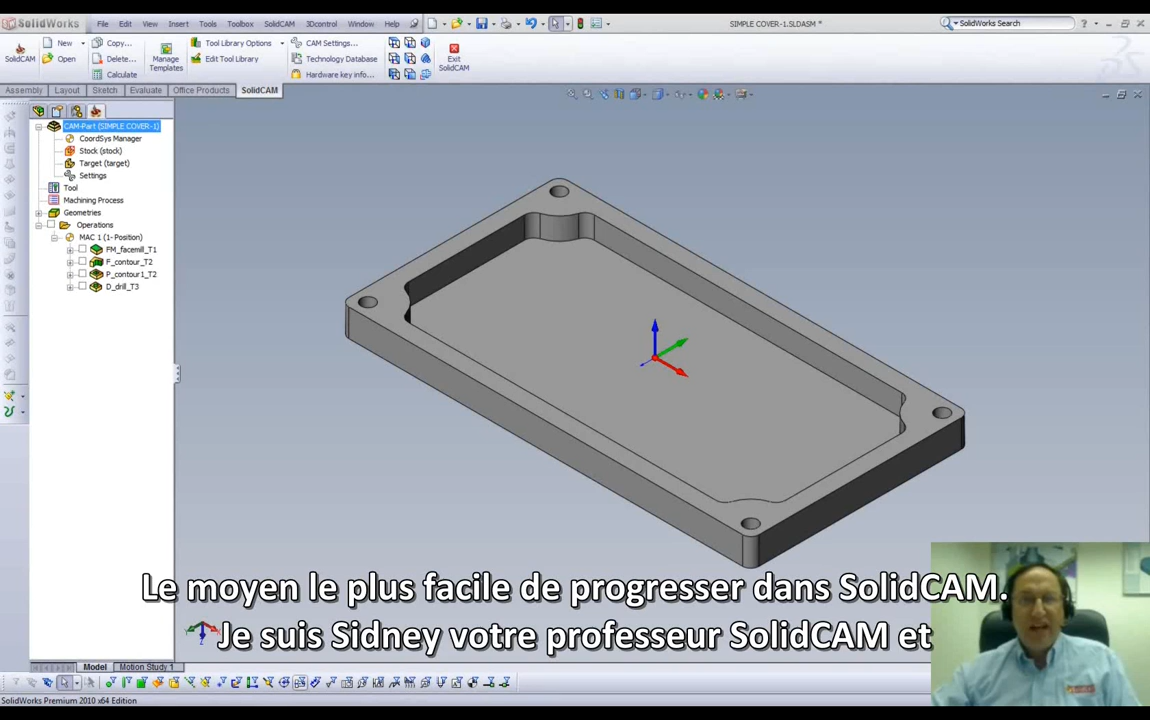 SolidWorks File Edit View Insert Tools Toolbox SolidCAM 3Dcontrol Window Help SIMPLE COVER-1.SLDASM * SolidWorks Search
SolidCAM
New
Open
Copy...
Delete...
Calculate
Manage Templates
Tool Library Options
Edit Tool Library
CAM Settings...
Technology Database
Hardware key info...
Exit SolidCAM
Assembly Layout Sketch Evaluate Office Products SolidCAM
CAM-Part (SIMPLE COVER-1)
CoordSys Manager
Stock (stock)
Target (target)
Settings
Tool
Machining Process
Geometries
Operations
MAC 1 (1- Position)
FM_facemill_T1
F_contour_T2
P_contour1_T2
D_drill_T3
Le moyen le plus facile de progresser dans SolidCAM.
Je suis Sidney votre professeur SolidCAM et
Model Motion Study 1
SolidWorks Premium 2010 x64 Edition